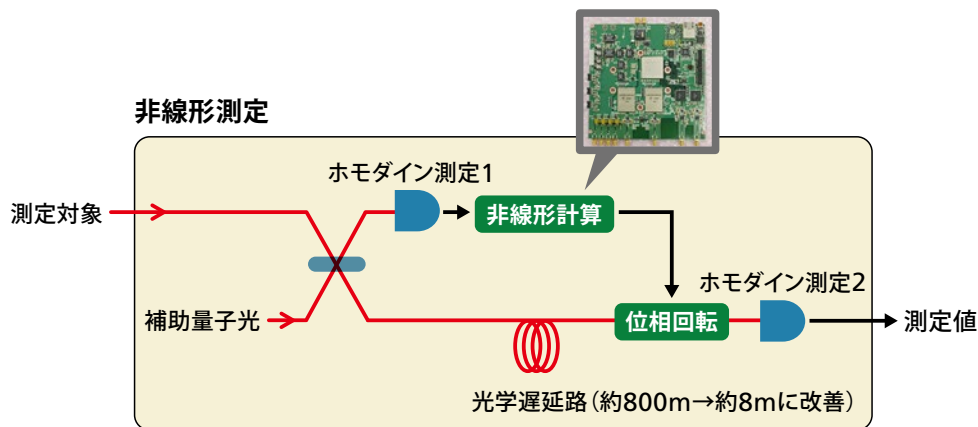 非線形測定
ホモダイン測定1
測定対象
非線形計算
ホモダイン測定2
補助量子光
位相回転
測定値
光学遅延路（約800m→約8mに改善）